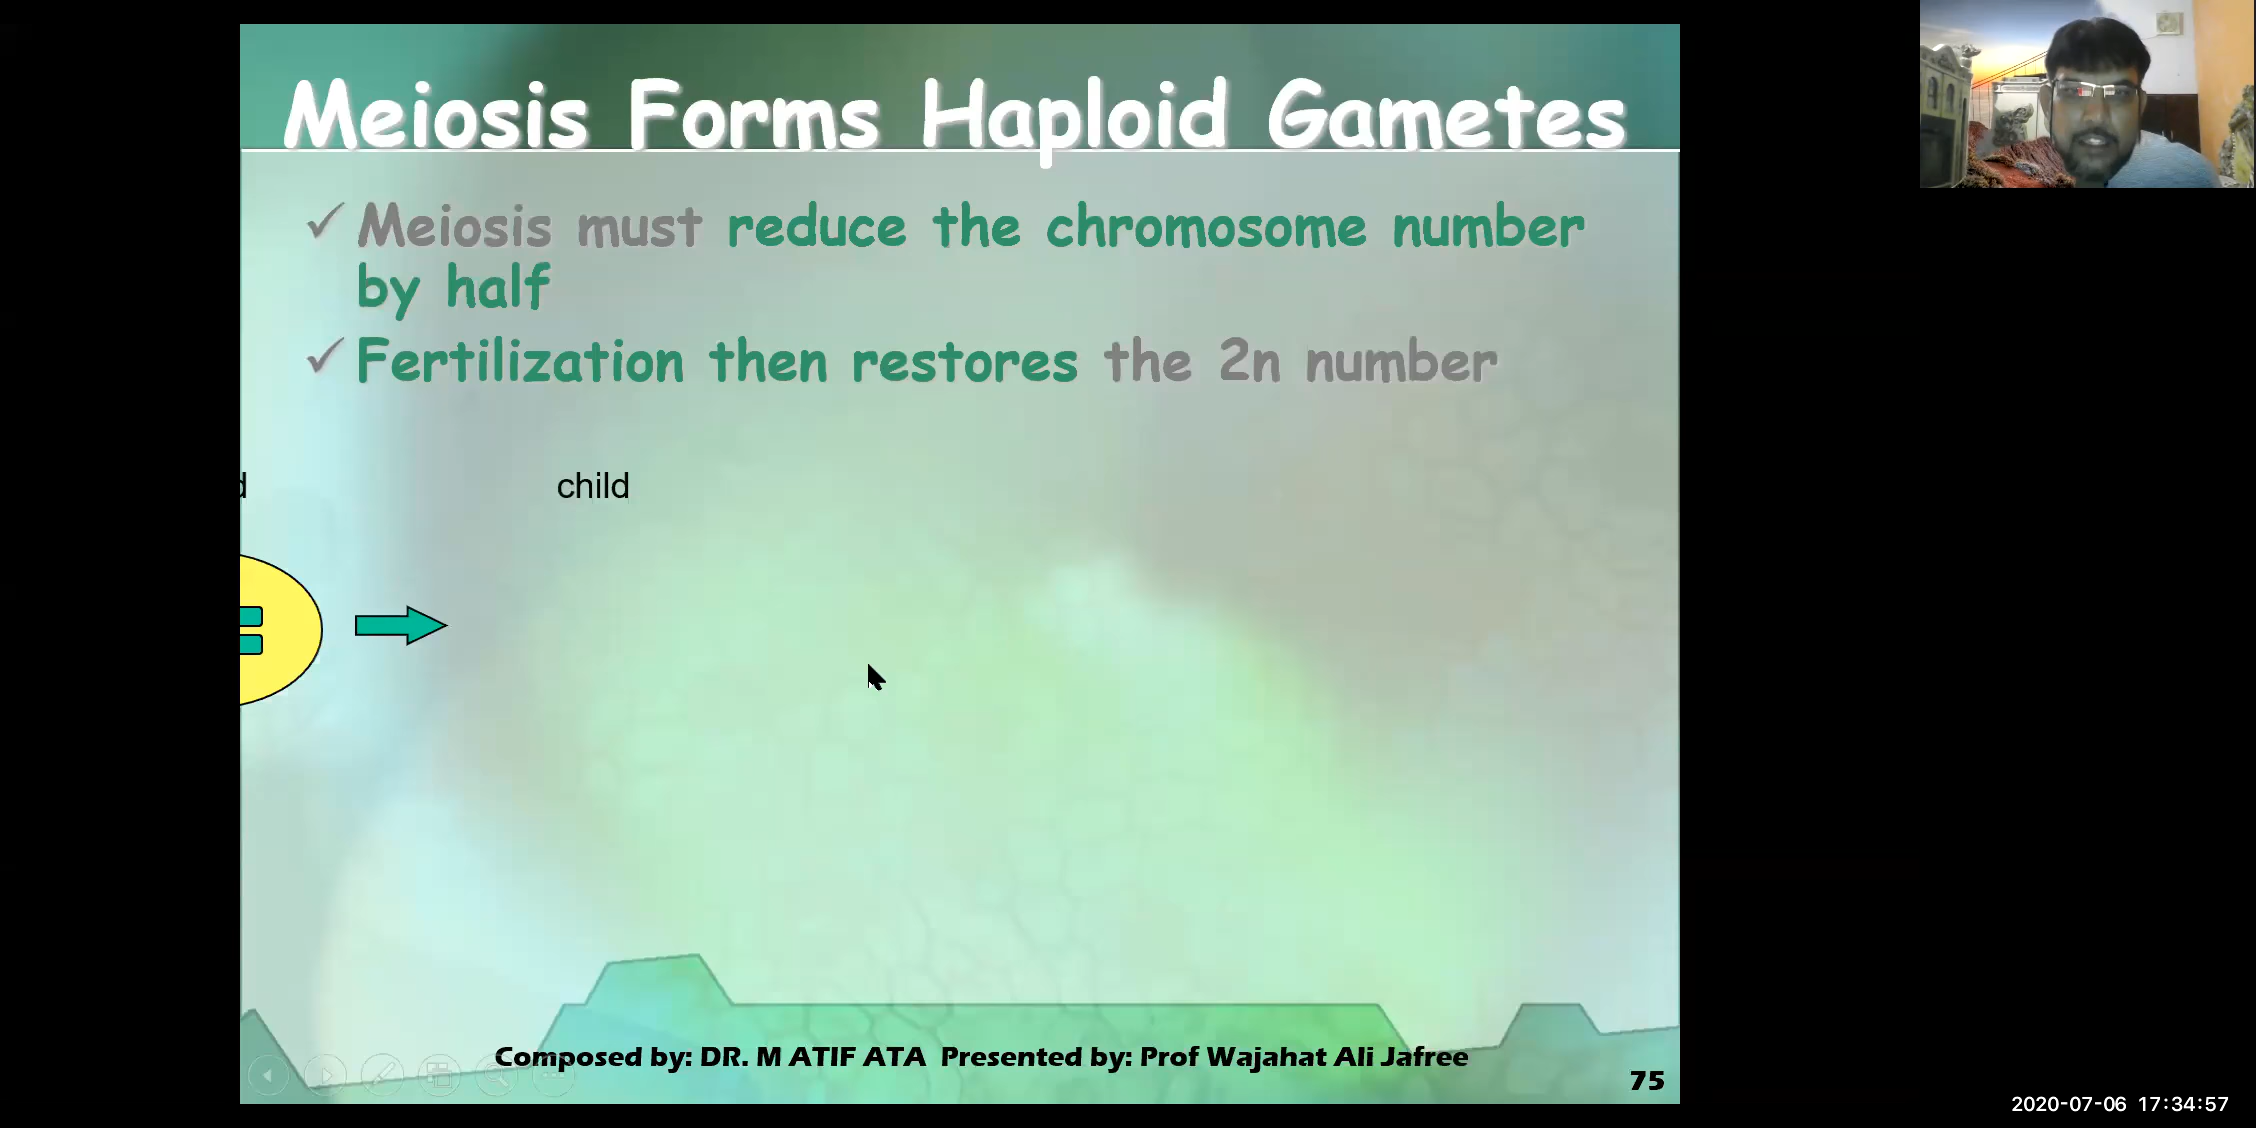 Meiosis Forms Haploid Gametes
✓ Meiosis must reduce the chromosome number
by half
✓ Fertilization then restores the 2n number
d
child
Composed by: DR. M ATIF ATA Presented by: Prof Wajahat Ali Jafree
75
2020-07-06 17:34:57